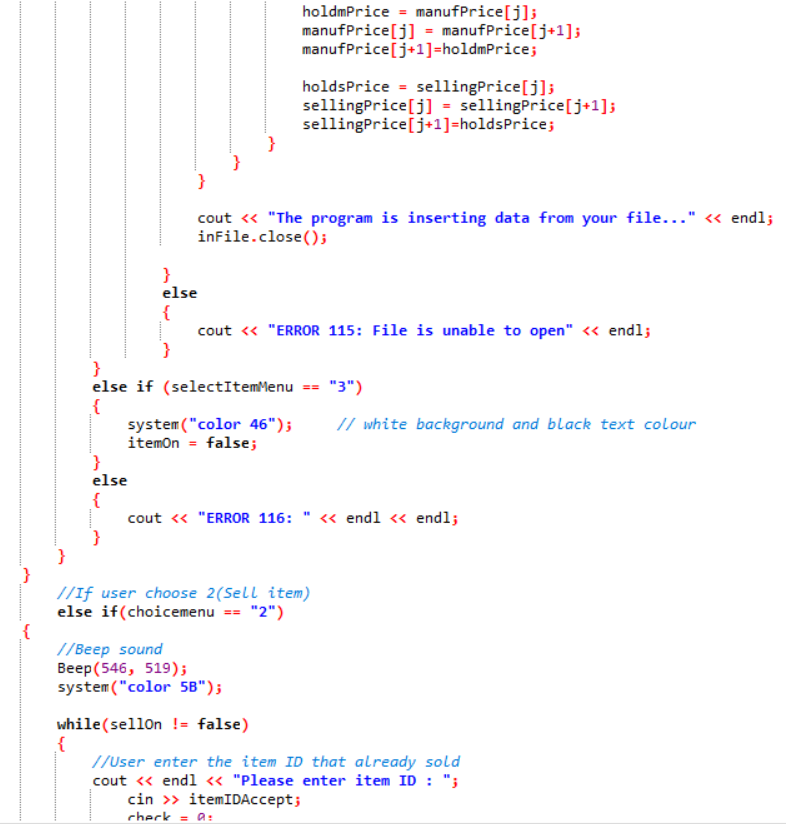 holdmPrice = manufPrice[j];
manufPrice[j] = manufPrice[j+1];
manufPrice[j+1]=holdmPrice;
holdsPrice = sellingPrice[j];
sellingPrice[j] = sellingPrice[j+1];
sellingPrice[j+1]=holdsPrice;
}
}
}
cout << "The program is inserting data from your file..." << endl;
inFile.close();
}
else
{
cout << "ERROR 115: File is unable to open" << endl;
}
}
else if (selectItemMenu == "3")
{
system("color 46"); // white background and black text colour
itemOn = false;
}
else
{
cout << "ERROR 116: " << endl << endl;
}
}
}
//If user choose 2(Sell item)
else if(choicemenu == "2")
{
//Beep sound
Beep(546, 519);
system("color 5B");
while(sellOn != false)
{
//User enter the item ID that already sold
cout << endl << "Please enter item ID : ";
cin >> itemIDAccept;
check = 0;